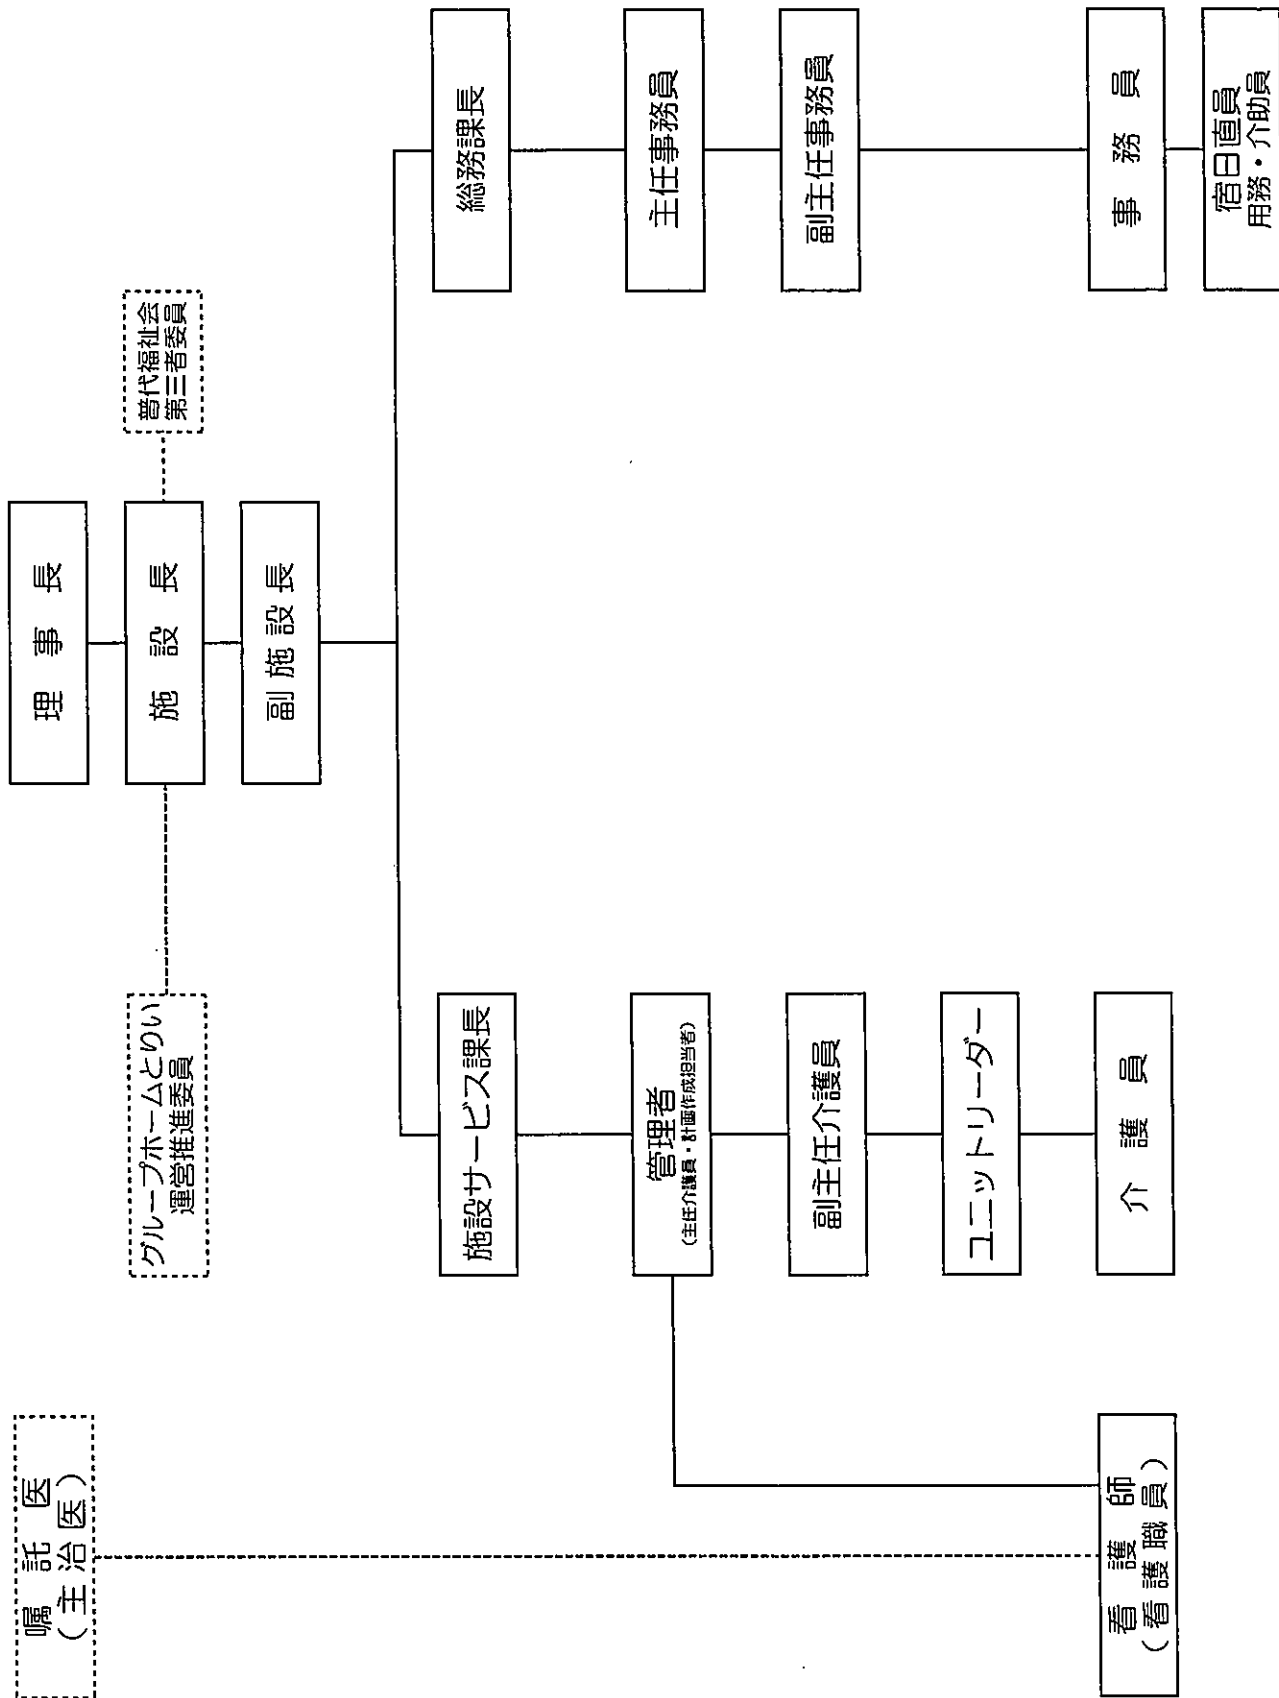 理事長
施設長
副施設長
グループホームとりい
運営推進委員
普代福祉会
第三者委員
嘱託医
(主治医)
施設サービス課長
管理者
(主任介護員・計画作成担当者)
副主任介護員
ユニットリーダー
介護員
看護師
(看護職員)
総務課長
主任事務員
副主任事務員
事務員
宿日直員
用務・介助員